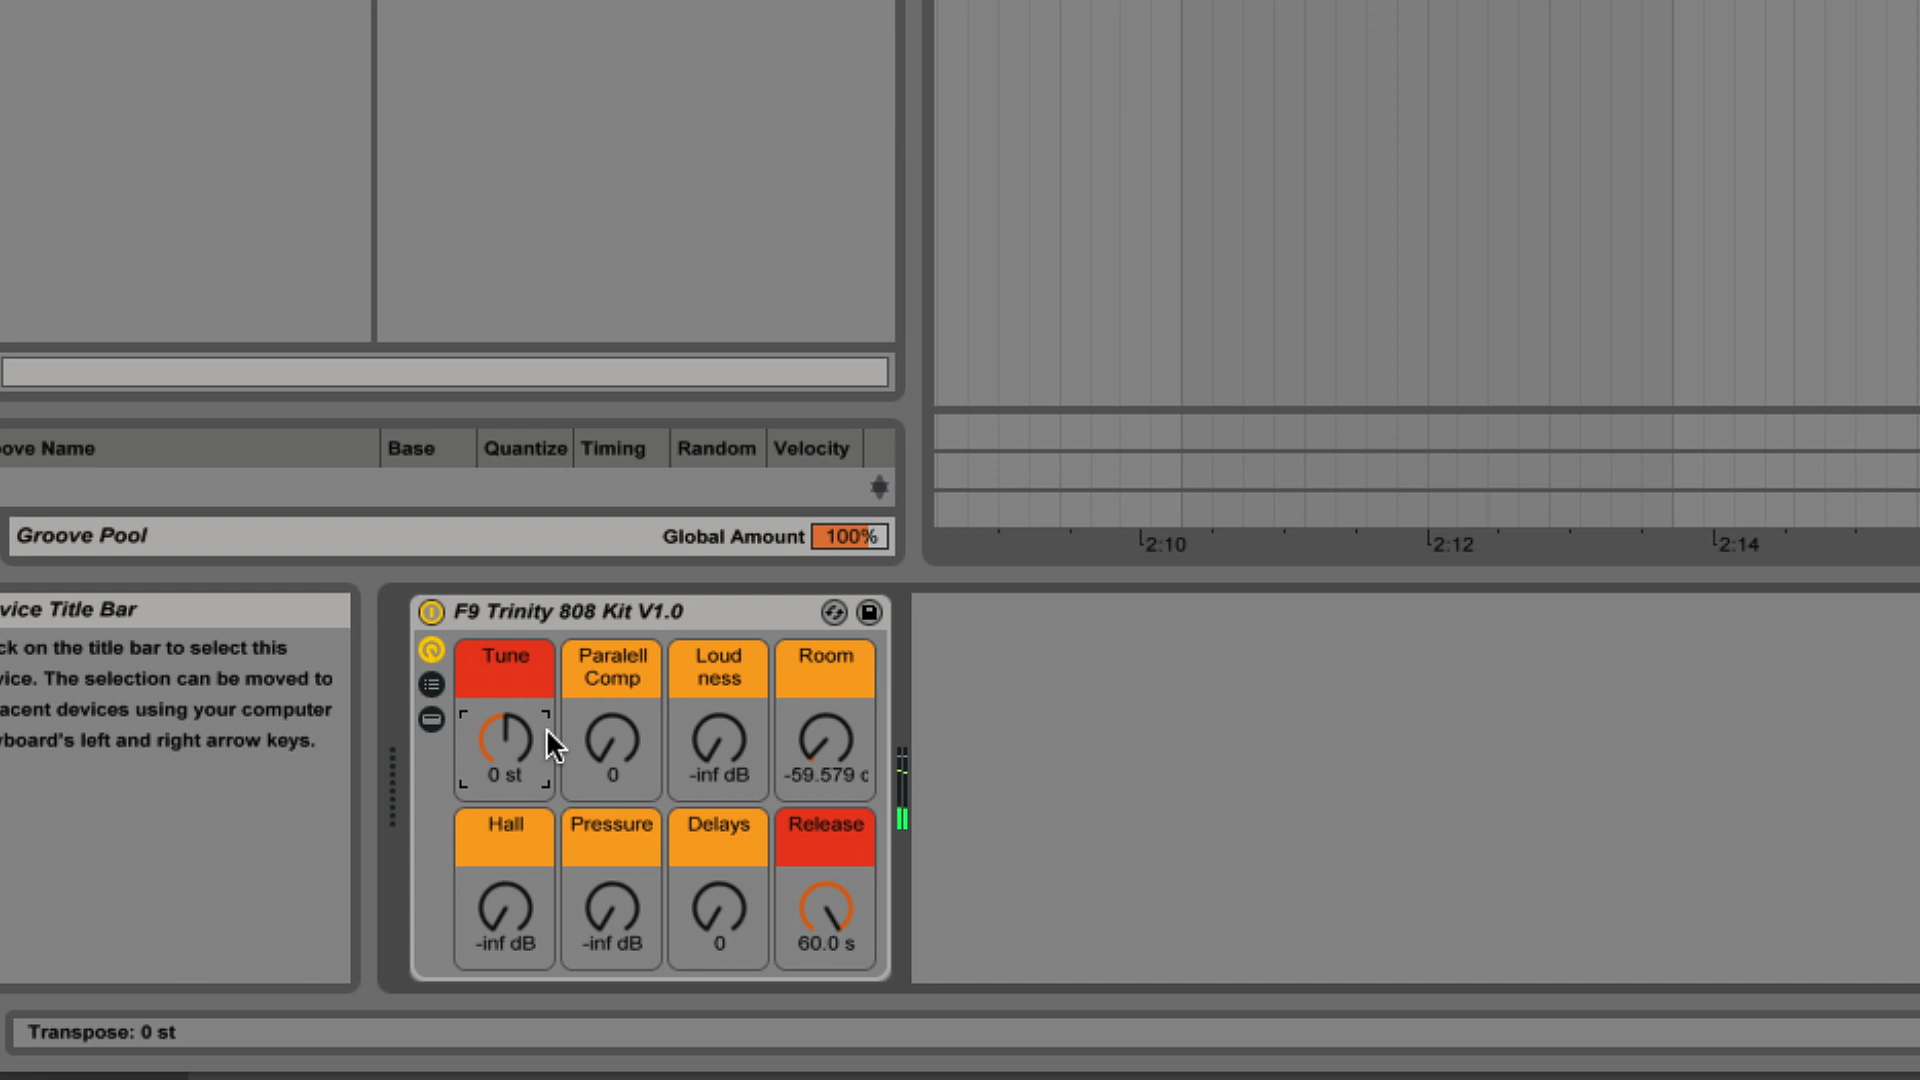 ove Name Base Quantize Timing Random Velocity
Groove Pool Global Amount 100%
2:10 2:12 2:14
vice Title Bar
ck on the title bar to select this
vice. The selection can be moved to
acent devices using your computer
yboard's left and right arrow keys.
F9 Trinity 808 Kit V1.0
Tune Paralell Loud Room
Comp ness
0 st 0 -inf dB -59.579 c
Hall Pressure Delays Release
-inf dB -inf dB 0 60.0 s
Transpose: 0 st